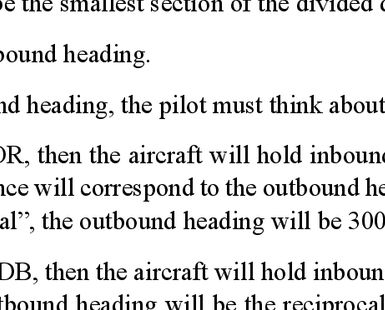 be the smallest section of the divided
bound heading.
nd heading, the pilot must think about
OR, then the aircraft will hold inbound
nce will correspond to the outbound he
al”, the outbound heading will be 300
DB, then the aircraft will hold inboun
tbound heading will be the reciprocal